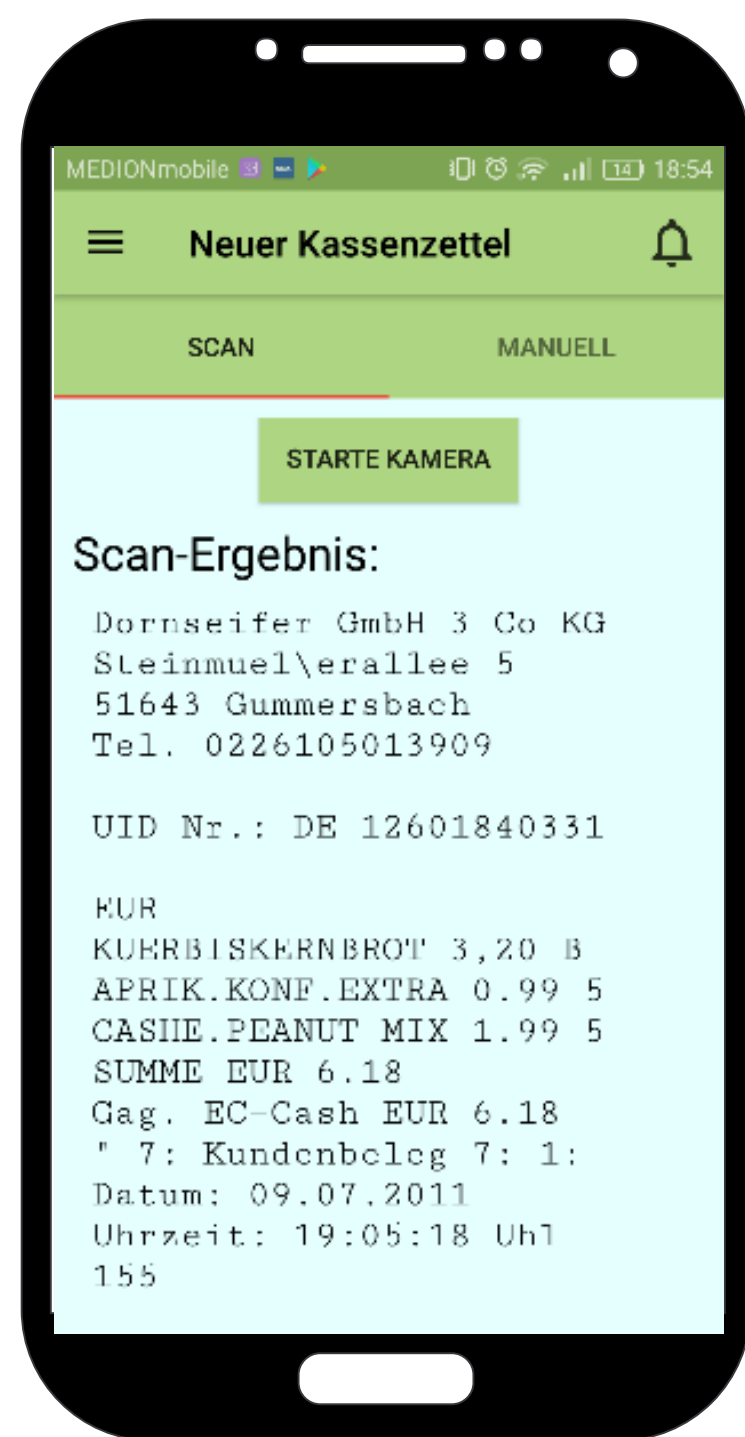 MEDIONmobile 14 18:54
Neuer Kassenzettel
SCAN MANUELL
STARTE KAMERA
Scan-Ergebnis:
Dornseifer GmbH 3 Co KG
Steinmuel\erallee 5
51643 Gummersbach
Tel. 0226105013909
UID Nr.: DE 12601840331
EUR
KUERBISKERNBROT 3,20 B
APRIK.KONF.EXTRA 0.99 5
CASHE.PEANUT MIX 1.99 5
SUMME EUR 6.18
Gag. EC-Cash EUR 6.18
" 7: Kundenbeleg 7: 1:
Datum: 09.07.2011
Uhrzeit: 19:05:18 Uhl
155